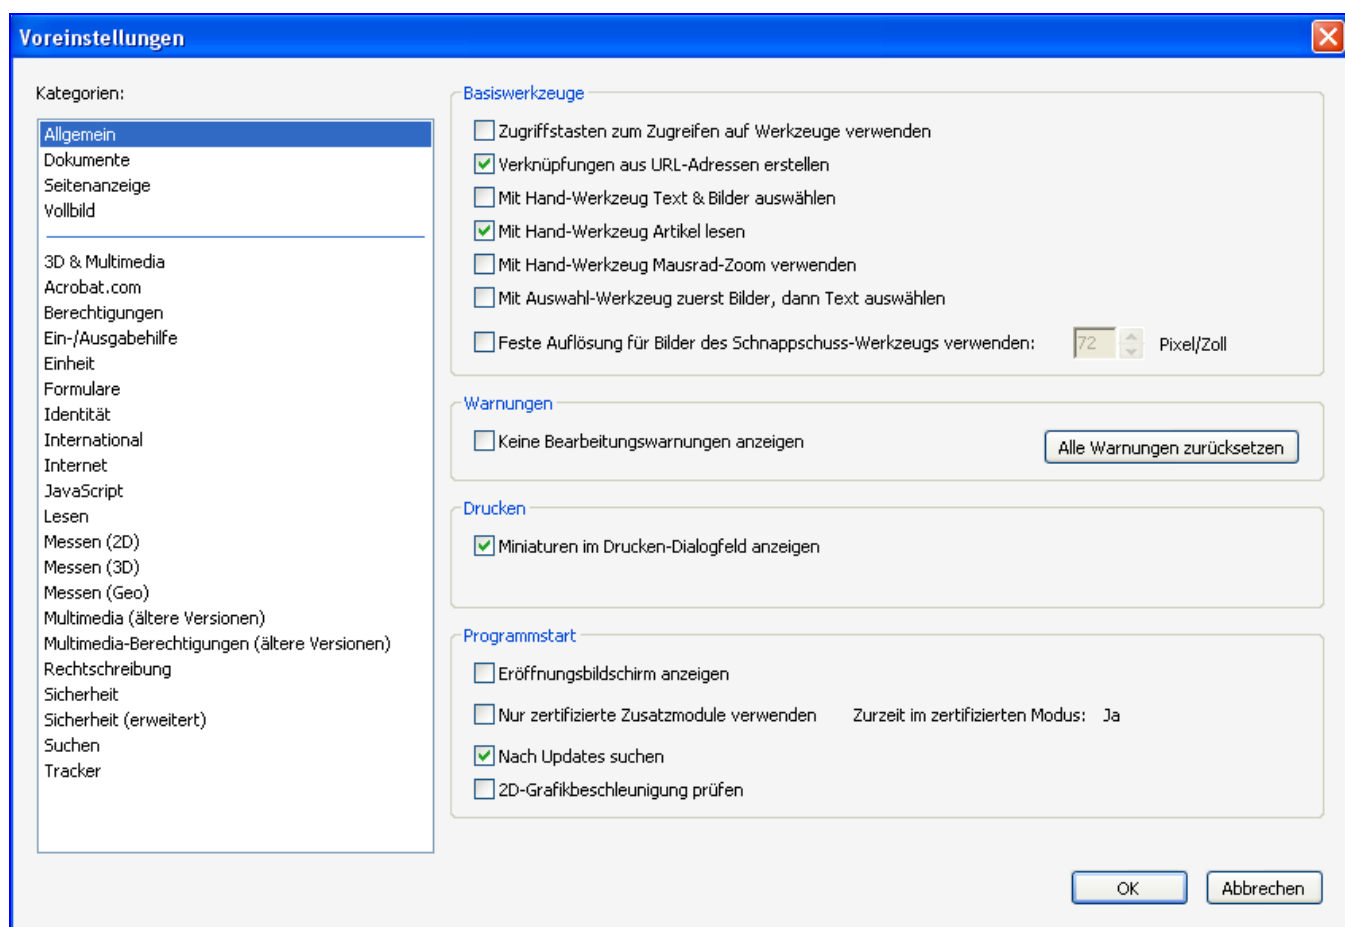 Voreinstellungen
Kategorien:
Allgemein
Dokumente
Seitenanzeige
Vollbild
3D & Multimedia
Acrobat.com
Berechtigungen
Ein-/Ausgabehilfe
Einheit
Formulare
Identität
International
Internet
JavaScript
Lesen
Messen (2D)
Messen (3D)
Messen (Geo)
Multimedia (ältere Versionen)
Multimedia-Berechtigungen (ältere Versionen)
Rechtschreibung
Sicherheit
Sicherheit (erweitert)
Suchen
Tracker
Basiswerkzeuge
Zugriffstasten zum Zugreifen auf Werkzeuge verwenden
Verknüpfungen aus URL-Adressen erstellen
Mit Hand-Werkzeug Text & Bilder auswählen
Mit Hand-Werkzeug Artikel lesen
Mit Hand-Werkzeug Mausrad-Zoom verwenden
Mit Auswahl-Werkzeug zuerst Bilder, dann Text auswählen
Feste Auflösung für Bilder des Schnappschuss-Werkzeugs verwenden: 72 Pixel/Zoll
Warnungen
Keine Bearbeitungswarnungen anzeigen Alle Warnungen zurücksetzen
Drucken
Miniaturen im Drucken-Dialogfeld anzeigen
Programmstart
Eröffnungsbildschirm anzeigen
Nur zertifizierte Zusatzmodule verwenden Zurzeit im zertifizierten Modus: Ja
Nach Updates suchen
2D-Grafikbeschleunigung prüfen
OK Abbrechen